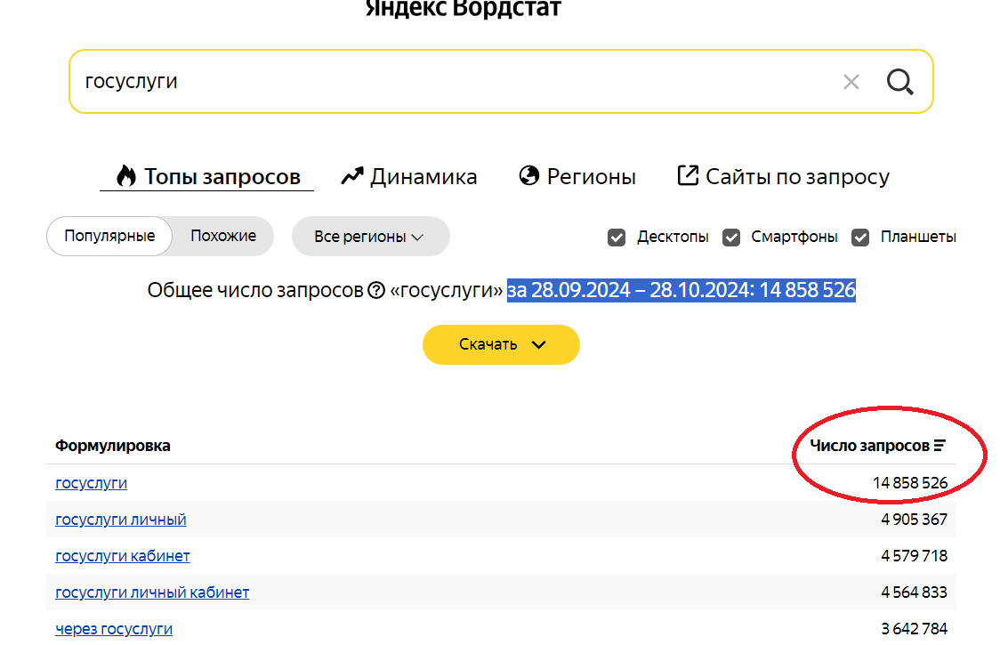 Яндекс Вордстат
госуслуги
Топы запросов Динамика Регионы Сайты по запросу
Популярные Похожие Все регионы Десктопы Смартфоны Планшеты
Общее число запросов ? «госуслуги» за 28.09.2024 – 28.10.2024: 14 858 526
Скачать
Формулировка Число запросов
госуслуги 14 858 526
госуслуги личный 4 905 367
госуслуги кабинет 4 579 718
госуслуги личный кабинет 4 564 833
через госуслуги 3 642 784